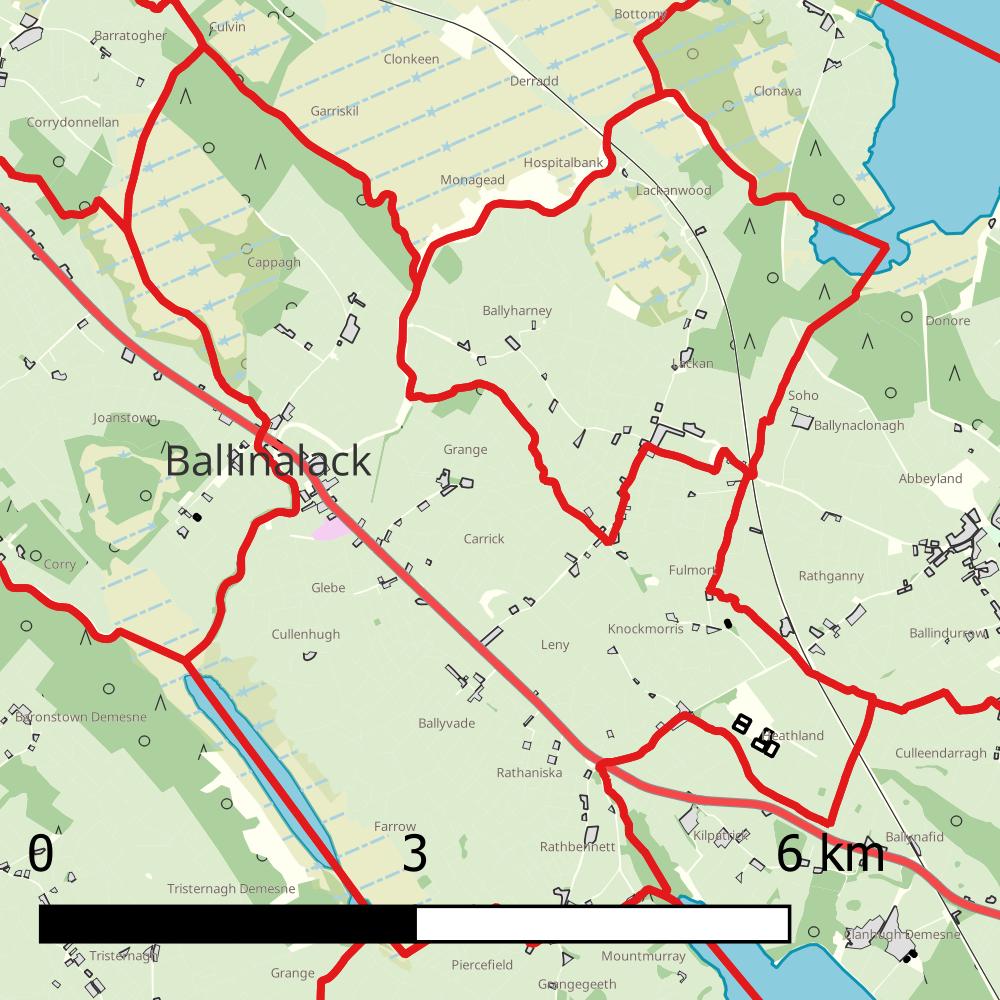 Bottomy
Culvin
Barratogher
Clonkeen
Derradd
Clonava
Garriskil
Corrydonnellan
Hospitalbank
Monagead
Lackanwood
Cappagh
Ballyharney
Donore
Lackan
Soho
Joanstown
Ballynaclonagh
Ballinalack
Grange
Abbeyland
Carrick
Corry
Fulmort
Rathganny
Glebe
Knockmorris
Ballindurrow
Cullenhugh
Leny
Baronstown Demesne
Ballyvade
Heathland
Culleendarragh
Rathaniska
Farrow
Kilpatrick
Ballynafid
Rathbennett
0 3 6 km
Tristernagh Demesne
Clanhugh Demesne
Tristernagh
Mountmurray
Piercefield
Grange
Grangegeeth